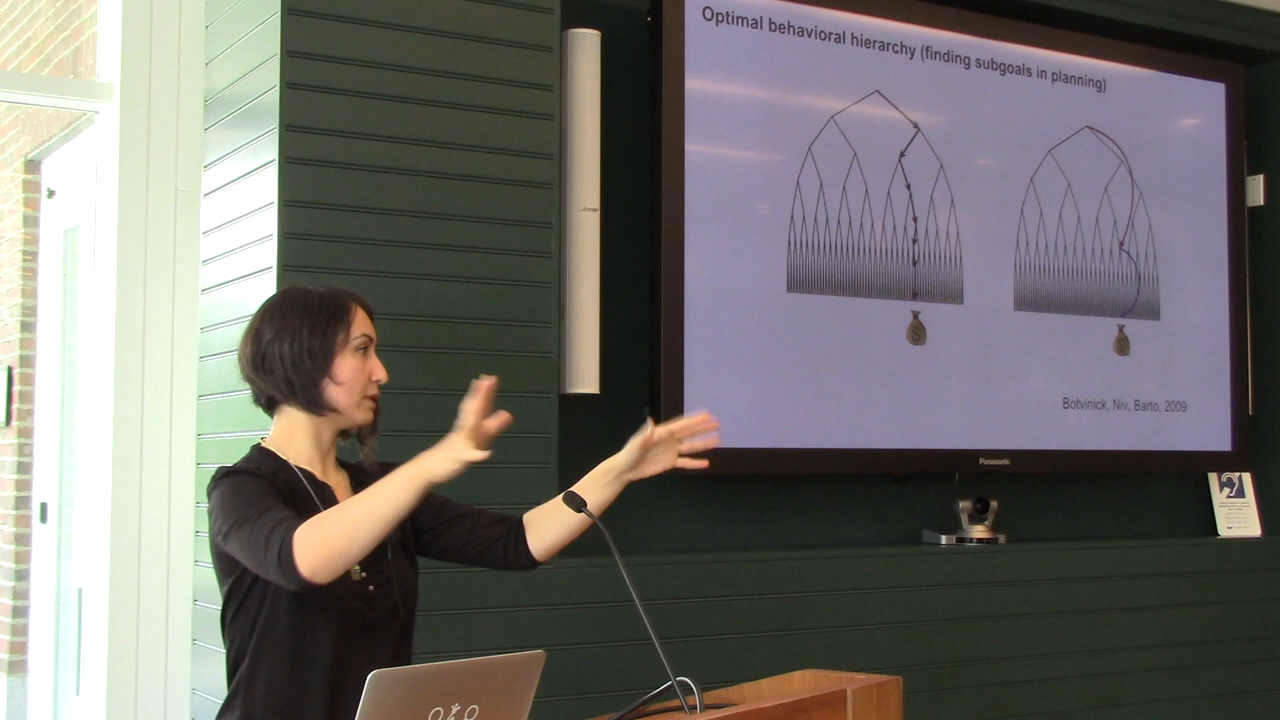 Optimal behavioral hierarchy (finding subgoals in planning)
$
$
Botvinick, Niv, Barto, 2009
Panasonic